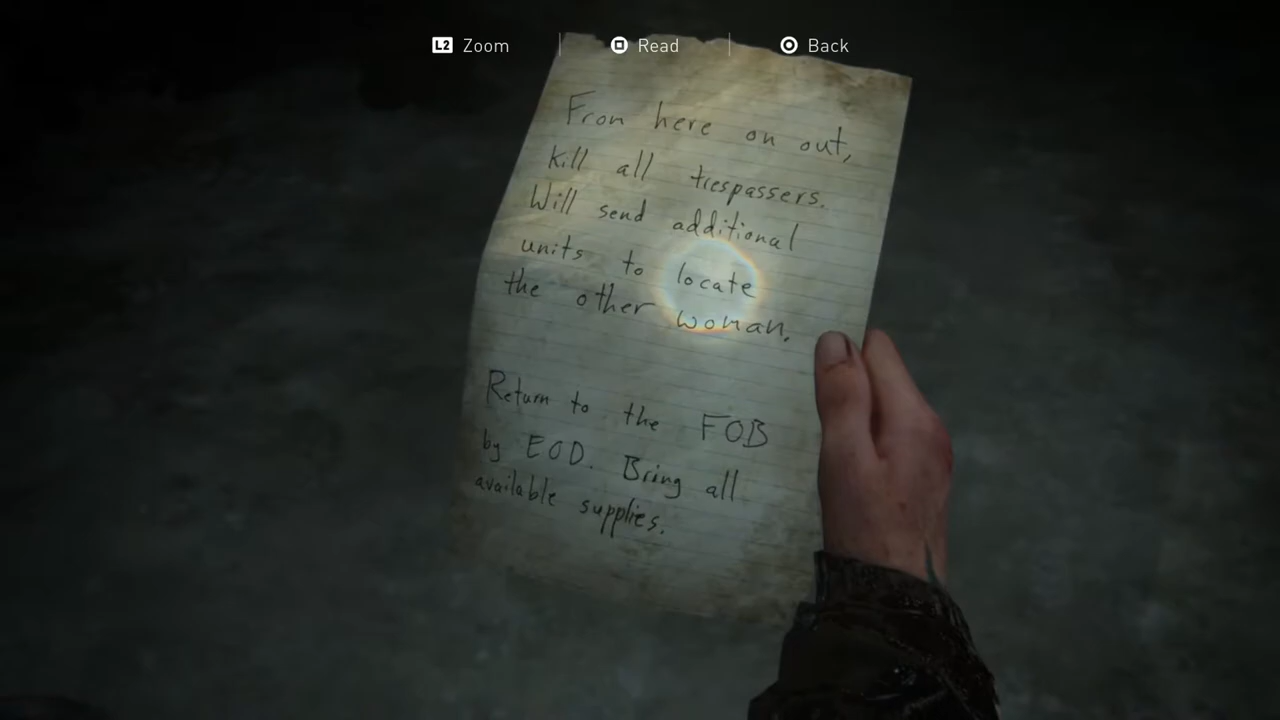 L2 Zoom | Read | Back
From here on out,
kill all trespassers.
Will send additional
units to locate
the other woman.
Return to the FOB
by EOD. Bring all
available supplies.